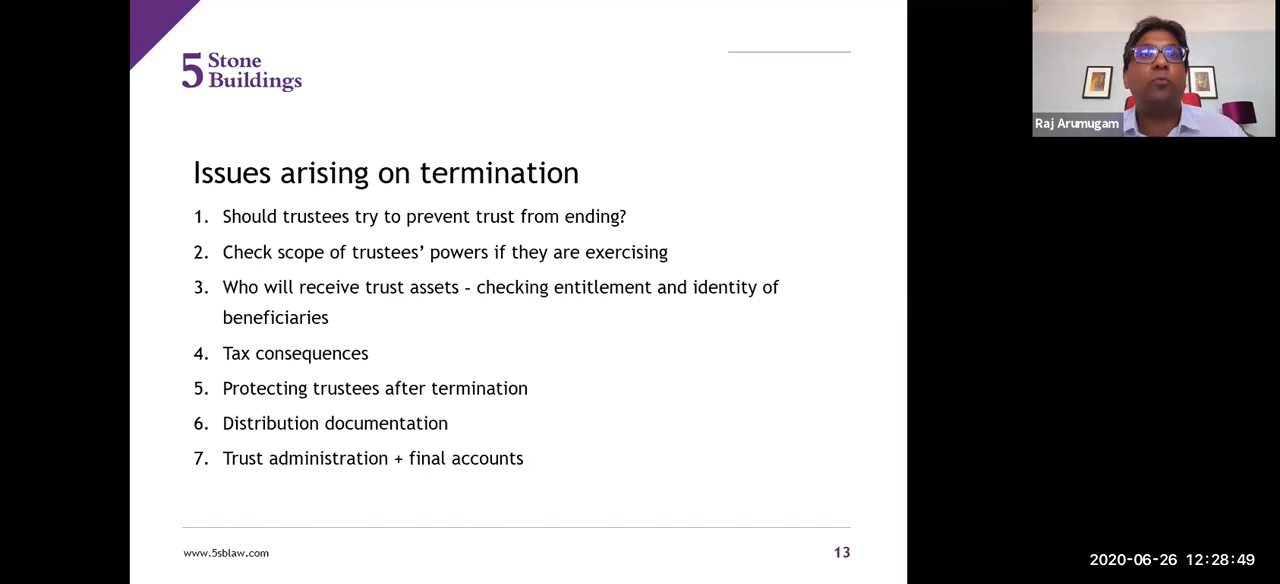 5 Stone
Buildings
Raj Arumugam
Issues arising on termination
1. Should trustees try to prevent trust from ending?
2. Check scope of trustees’ powers if they are exercising
3. Who will receive trust assets – checking entitlement and identity of
beneficiaries
4. Tax consequences
5. Protecting trustees after termination
6. Distribution documentation
7. Trust administration + final accounts
www.5sblaw.com
13
2020-06-26 12:28:49